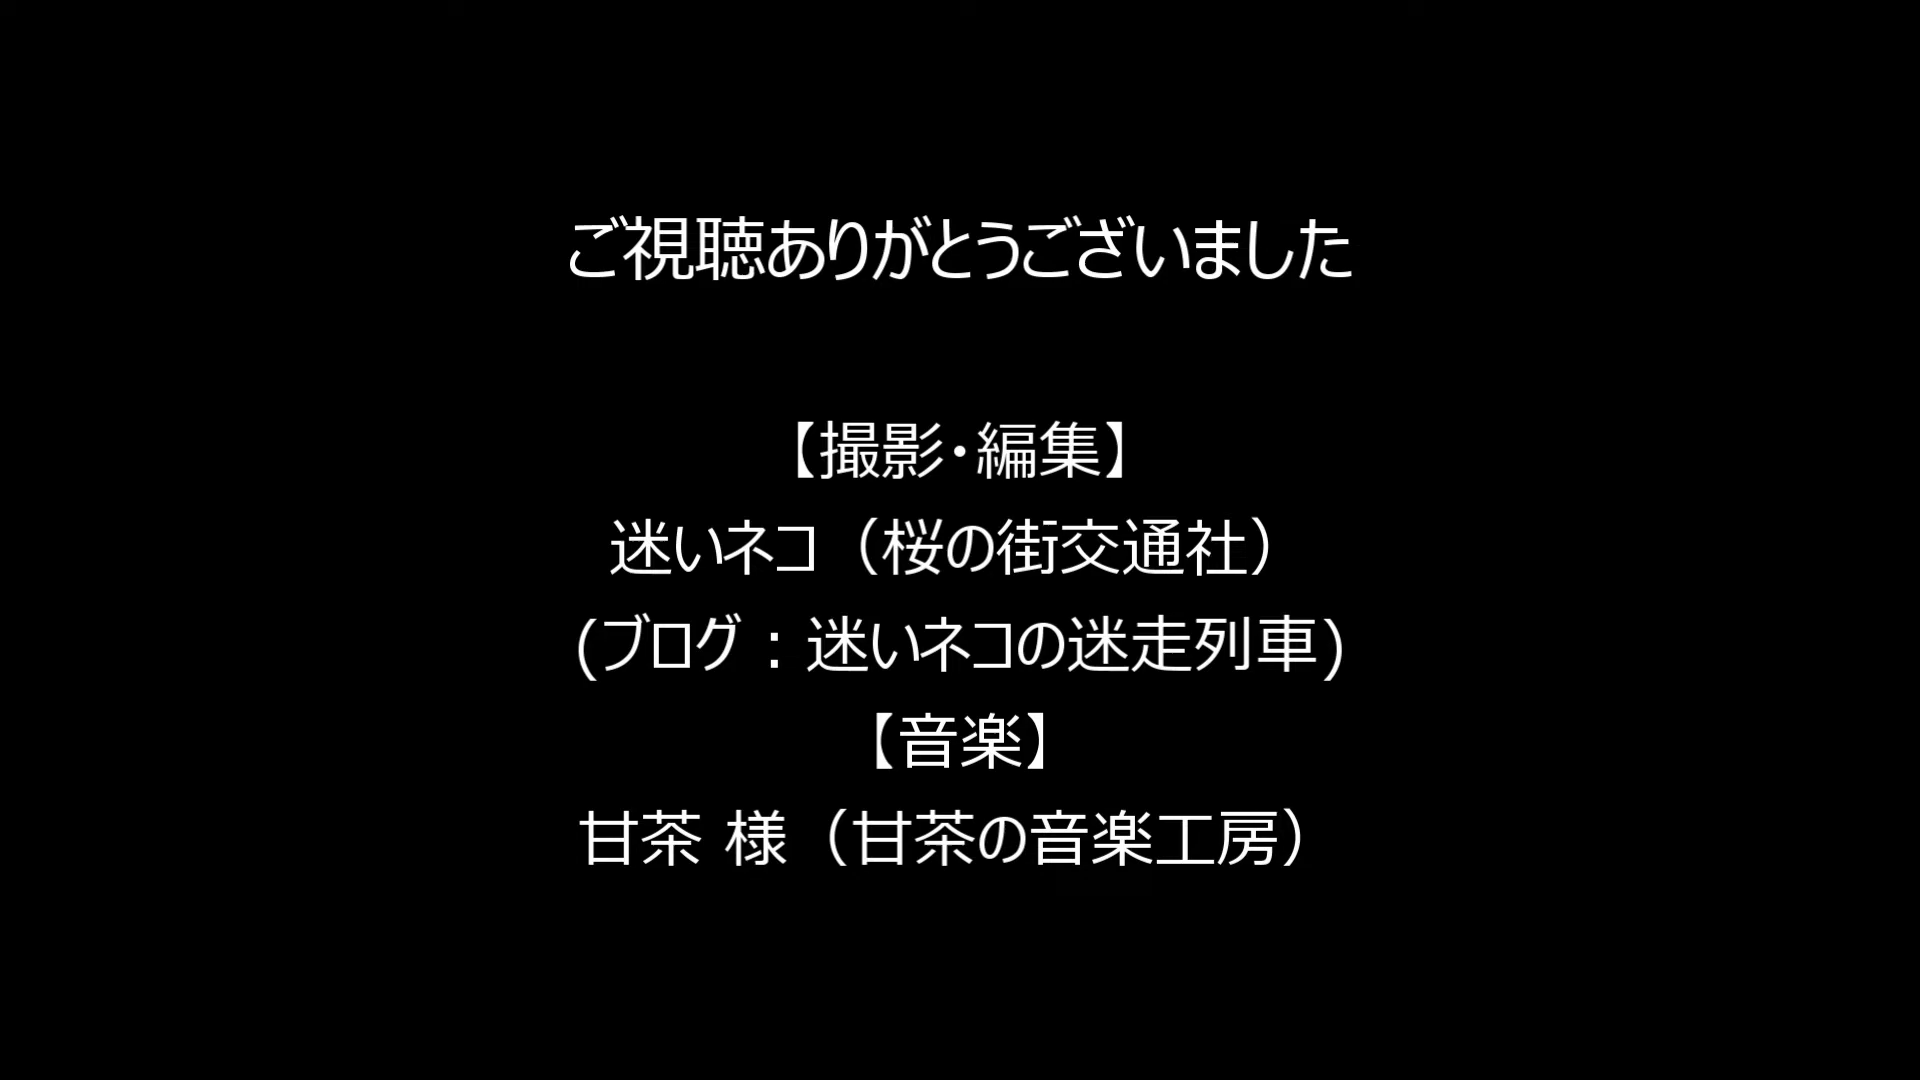 ご視聴ありがとうございました
【撮影・編集】
迷いネコ（桜の街交通社）
(ブログ：迷いネコの迷走列車)
【音楽】
甘茶 様（甘茶の音楽工房）